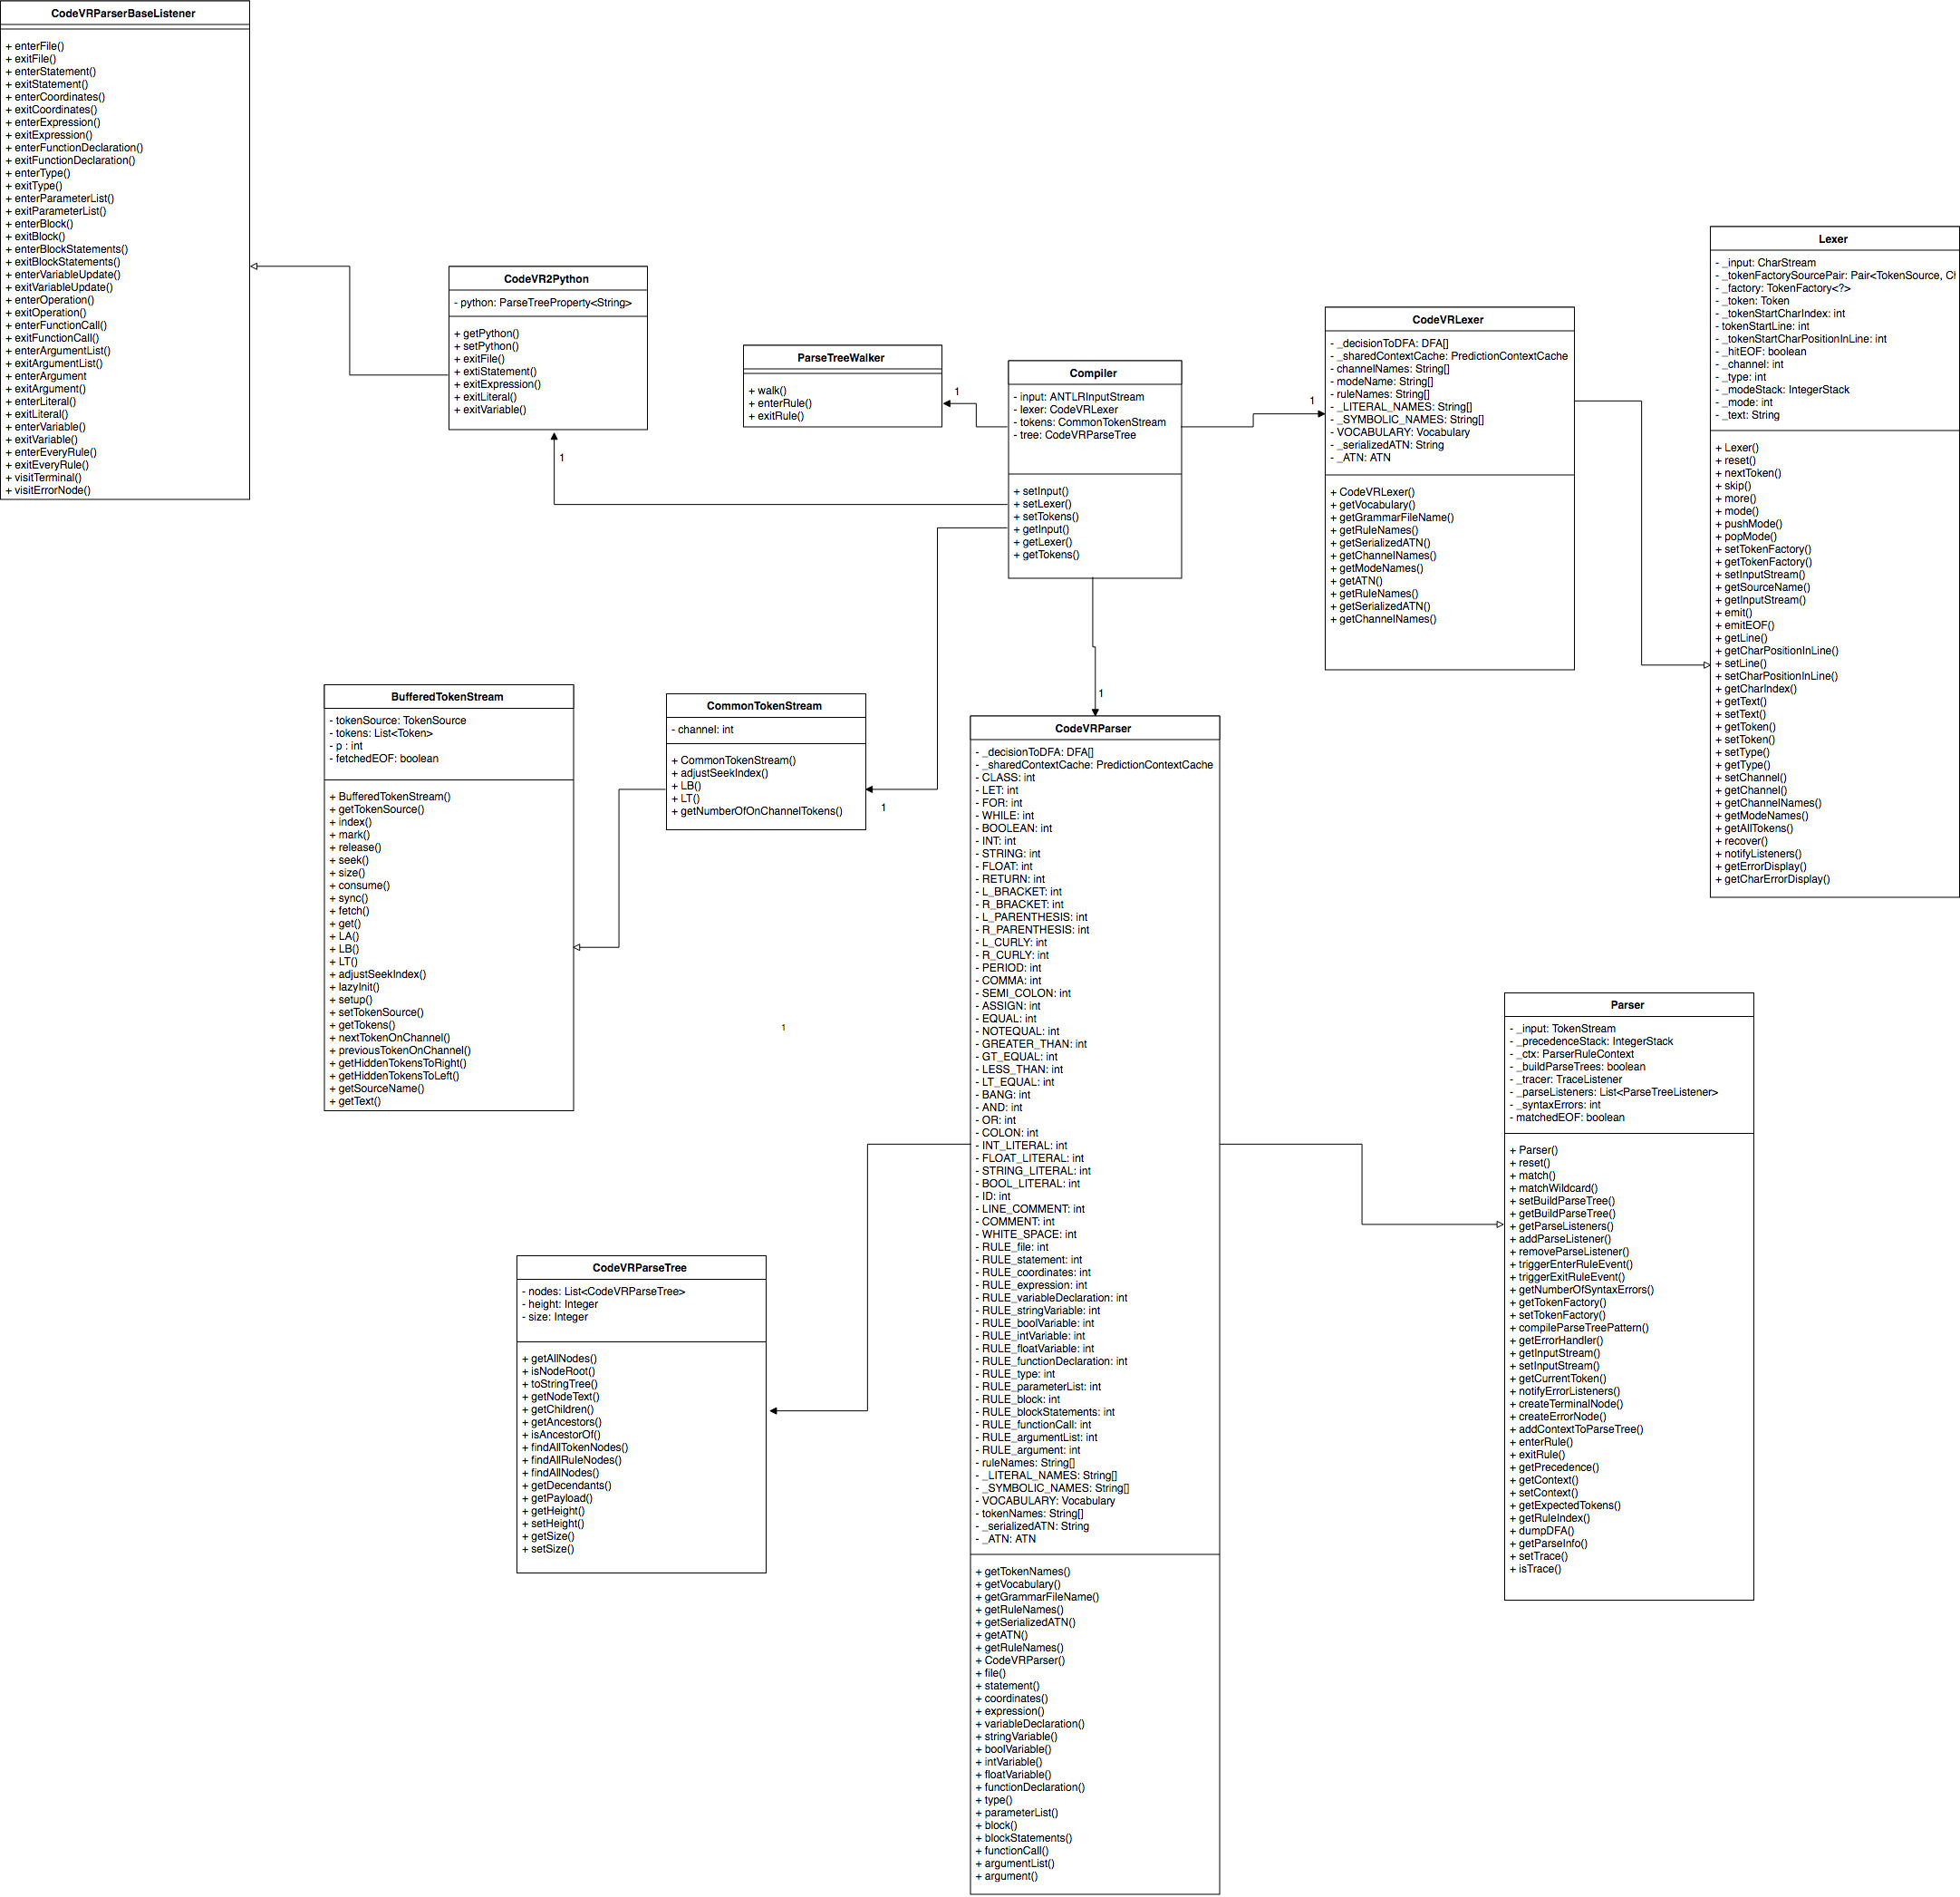 CodeVRParserBaseListener
+ enterFile()
+ exitFile()
+ enterStatement()
+ exitStatement()
+ enterCoordinates()
+ exitCoordinates()
+ enterExpression()
+ exitExpression()
+ enterFunctionDeclaration()
+ exitFunctionDeclaration()
+ enterType()
+ exitType()
+ enterParameterList()
+ exitParameterList()
+ enterBlock()
+ exitBlock()
+ enterBlockStatements()
+ exitBlockStatements()
+ enterVariableUpdate()
+ exitVariableUpdate()
+ enterOperation()
+ exitOperation()
+ enterFunctionCall()
+ exitFunctionCall()
+ enterArgumentList()
+ exitArgumentList()
+ enterArgument
+ exitArgument()
+ enterLiteral()
+ exitLiteral()
+ enterVariable()
+ exitVariable()
+ enterEveryRule()
+ exitEveryRule()
+ visitTerminal()
+ visitErrorNode()
CodeVR2Python
- python: ParseTreeProperty<String>
+ getPython()
+ setPython()
+ exitFile()
+ extiStatement()
+ exitExpression()
+ exitLiteral()
+ exitVariable()
1
ParseTreeWalker
+ walk()
+ enterRule()
+ exitRule()
1
Compiler
- input: ANTLRInputStream
- lexer: CodeVRLexer
- tokens: CommonTokenStream
- tree: CodeVRParseTree
+ setInput()
+ setLexer()
+ setTokens()
+ getInput()
+ getLexer()
+ getTokens()
1
CodeVRLexer
- _decisionToDFA: DFA[]
- _sharedContextCache: PredictionContextCache
- channelNames: String[]
- modeName: String[]
- ruleNames: String[]
- _LITERAL_NAMES: String[]
- _SYMBOLIC_NAMES: String[]
- VOCABULARY: Vocabulary
- _serializedATN: String
- _ATN: ATN
+ CodeVRLexer()
+ getVocabulary()
+ getGrammarFileName()
+ getRuleNames()
+ getSerializedATN()
+ getChannelNames()
+ getModeNames()
+ getATN()
+ getRuleNames()
+ getSerializedATN()
+ getChannelNames()
Lexer
- _input: CharStream
- _tokenFactorySourcePair: Pair<TokenSource, Cl
- _factory: TokenFactory<?>
- _token: Token
- _tokenStartCharIndex: int
- tokenStartLine: int
- _tokenStartCharPositionInLine: int
- _hitEOF: boolean
- _channel: int
- _type: int
- _modeStack: IntegerStack
- _mode: int
- _text: String
+ Lexer()
+ reset()
+ nextToken()
+ skip()
+ more()
+ mode()
+ pushMode()
+ popMode()
+ setTokenFactory()
+ getTokenFactory()
+ setInputStream()
+ getSourceName()
+ getInputStream()
+ emit()
+ emitEOF()
+ getLine()
+ getCharPositionInLine()
+ setLine()
+ setCharPositionInLine()
+ getCharIndex()
+ getText()
+ setText()
+ getToken()
+ setToken()
+ setType()
+ getType()
+ setChannel()
+ getChannel()
+ getChannelNames()
+ getModeNames()
+ getAllTokens()
+ recover()
+ notifyListeners()
+ getErrorDisplay()
+ getCharErrorDisplay()
BufferedTokenStream
- tokenSource: TokenSource
- tokens: List<Token>
- p : int
- fetchedEOF: boolean
+ BufferedTokenStream()
+ getTokenSource()
+ index()
+ mark()
+ release()
+ seek()
+ size()
+ consume()
+ sync()
+ fetch()
+ get()
+ LA()
+ LB()
+ LT()
+ adjustSeekIndex()
+ lazyInit()
+ setup()
+ setTokenSource()
+ getTokens()
+ nextTokenOnChannel()
+ previousTokenOnChannel()
+ getHiddenTokensToRight()
+ getHiddenTokensToLeft()
+ getSourceName()
+ getText()
CommonTokenStream
- channel: int
+ CommonTokenStream()
+ adjustSeekIndex()
+ LB()
+ LT()
+ getNumberOfOnChannelTokens()
1
1
1
CodeVRParser
- _decisionToDFA: DFA[]
- _sharedContextCache: PredictionContextCache
- CLASS: int
- LET: int
- FOR: int
- WHILE: int
- BOOLEAN: int
- INT: int
- STRING: int
- FLOAT: int
- RETURN: int
- L_BRACKET: int
- R_BRACKET: int
- L_PARENTHESIS: int
- R_PARENTHESIS: int
- L_CURLY: int
- R_CURLY: int
- PERIOD: int
- COMMA: int
- SEMI_COLON: int
- ASSIGN: int
- EQUAL: int
- NOTEQUAL: int
- GREATER_THAN: int
- GT_EQUAL: int
- LESS_THAN: int
- LT_EQUAL: int
- BANG: int
- AND: int
- OR: int
- COLON: int
- INT_LITERAL: int
- FLOAT_LITERAL: int
- STRING_LITERAL: int
- BOOL_LITERAL: int
- ID: int
- LINE_COMMENT: int
- COMMENT: int
- WHITE_SPACE: int
- RULE_file: int
- RULE_statement: int
- RULE_coordinates: int
- RULE_expression: int
- RULE_variableDeclaration: int
- RULE_stringVariable: int
- RULE_boolVariable: int
- RULE_intVariable: int
- RULE_floatVariable: int
- RULE_functionDeclaration: int
- RULE_type: int
- RULE_parameterList: int
- RULE_block: int
- RULE_blockStatements: int
- RULE_functionCall: int
- RULE_argumentList: int
- RULE_argument: int
- ruleNames: String[]
- _LITERAL_NAMES: String[]
- _SYMBOLIC_NAMES: String[]
- VOCABULARY: Vocabulary
- tokenNames: String[]
- _serializedATN: String
- _ATN: ATN
+ getTokenNames()
+ getVocabulary()
+ getGrammarFileName()
+ getRuleNames()
+ getSerializedATN()
+ getATN()
+ getRuleNames()
+ CodeVRParser()
+ file()
+ statement()
+ coordinates()
+ expression()
+ variableDeclaration()
+ stringVariable()
+ boolVariable()
+ intVariable()
+ floatVariable()
+ functionDeclaration()
+ type()
+ parameterList()
+ block()
+ blockStatements()
+ functionCall()
+ argumentList()
+ argument()
Parser
- _input: TokenStream
- _precedenceStack: IntegerStack
- _ctx: ParserRuleContext
- _buildParseTrees: boolean
- _tracer: TraceListener
- _parseListeners: List<ParseTreeListener>
- _syntaxErrors: int
- matchedEOF: boolean
+ Parser()
+ reset()
+ match()
+ matchWildcard()
+ setBuildParseTree()
+ getBuildParseTree()
+ getParseListeners()
+ addParseListener()
+ removeParseListener()
+ triggerEnterRuleEvent()
+ triggerExitRuleEvent()
+ getNumberOfSyntaxErrors()
+ getTokenFactory()
+ setTokenFactory()
+ compileParseTreePattern()
+ getErrorHandler()
+ getInputStream()
+ setInputStream()
+ getCurrentToken()
+ notifyErrorListeners()
+ createTerminalNode()
+ createErrorNode()
+ addContextToParseTree()
+ enterRule()
+ exitRule()
+ getPrecedence()
+ getContext()
+ setContext()
+ getExpectedTokens()
+ getRuleIndex()
+ dumpDFA()
+ getParseInfo()
+ setTrace()
+ isTrace()
CodeVRParseTree
- nodes: List<CodeVRParseTree>
- height: Integer
- size: Integer
+ getAllNodes()
+ isNodeRoot()
+ toStringTree()
+ getNodeText()
+ getChildren()
+ getAncestors()
+ isAncestorOf()
+ findAllTokenNodes()
+ findAllRuleNodes()
+ findAllNodes()
+ getDecendants()
+ getPayload()
+ getHeight()
+ setHeight()
+ getSize()
+ setSize()